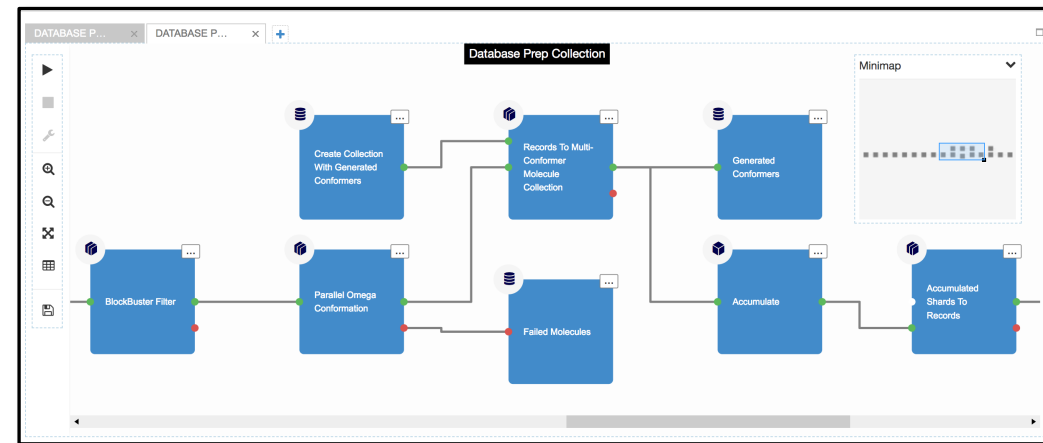 DATABASE P... ×
DATABASE P... ×
+
Database Prep Collection
Minimap
...
Create Collection
With Generated
Conformers
...
Records To Multi-
Conformer
Molecule
Collection
...
Generated
Conformers
...
BlockBuster Filter
...
Parallel Omega
Conformation
...
Failed Molecules
...
Accumulate
...
Accumulated
Shards To
Records